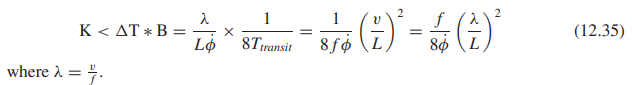 K < ΔT * B = λ/(Lϕ̇) × 1/(8T_transit) = 1/(8fϕ̇) (υ/L)² = f/(8ϕ̇) (λ/L)² (12.35)
where λ = υ/f.